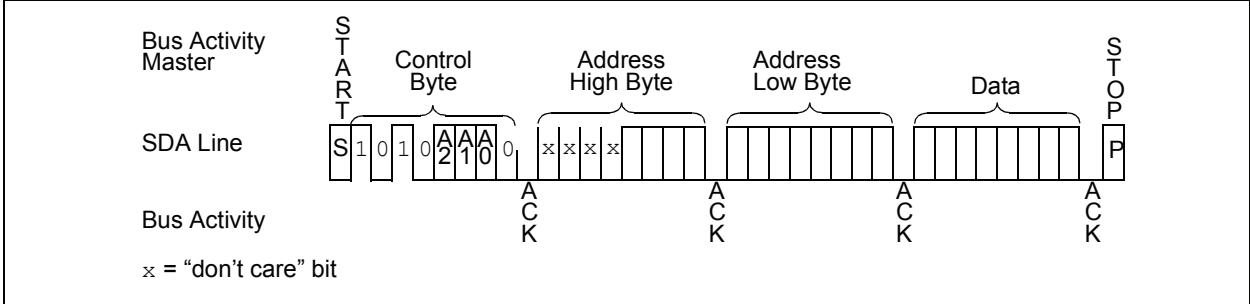 Bus Activity
Master
START
Control
Byte
Address
High Byte
Address
Low Byte
Data
STOP
SDA Line
S 1 0 1 0 A2 A1 A0 0 x x x x P
ACK ACK ACK ACK
Bus Activity
x = “don’t care” bit